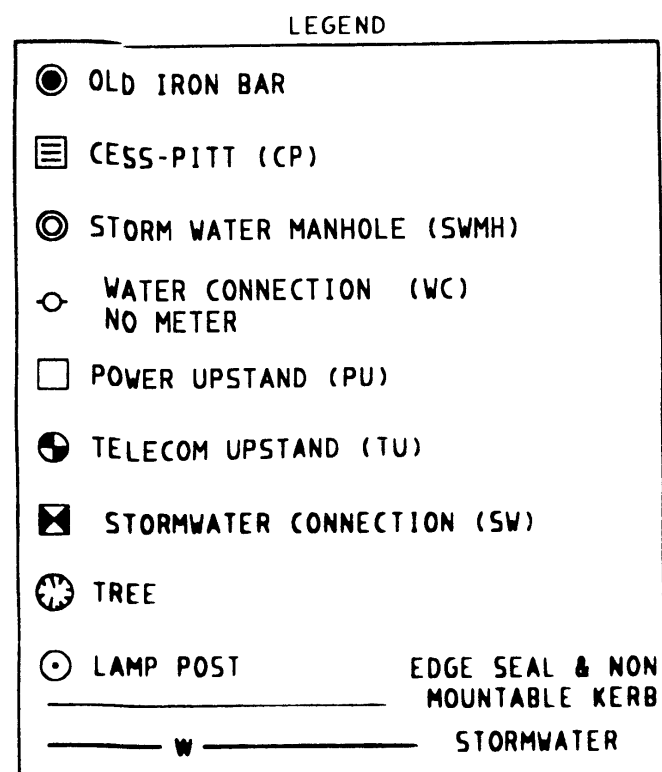 LEGEND
OLD IRON BAR
CESS-PITT (CP)
STORM WATER MANHOLE (SWMH)
WATER CONNECTION (WC)
NO METER
POWER UPSTAND (PU)
TELECOM UPSTAND (TU)
STORMWATER CONNECTION (SW)
TREE
LAMP POST
EDGE SEAL & NON
MOUNTABLE KERB
W STORMWATER